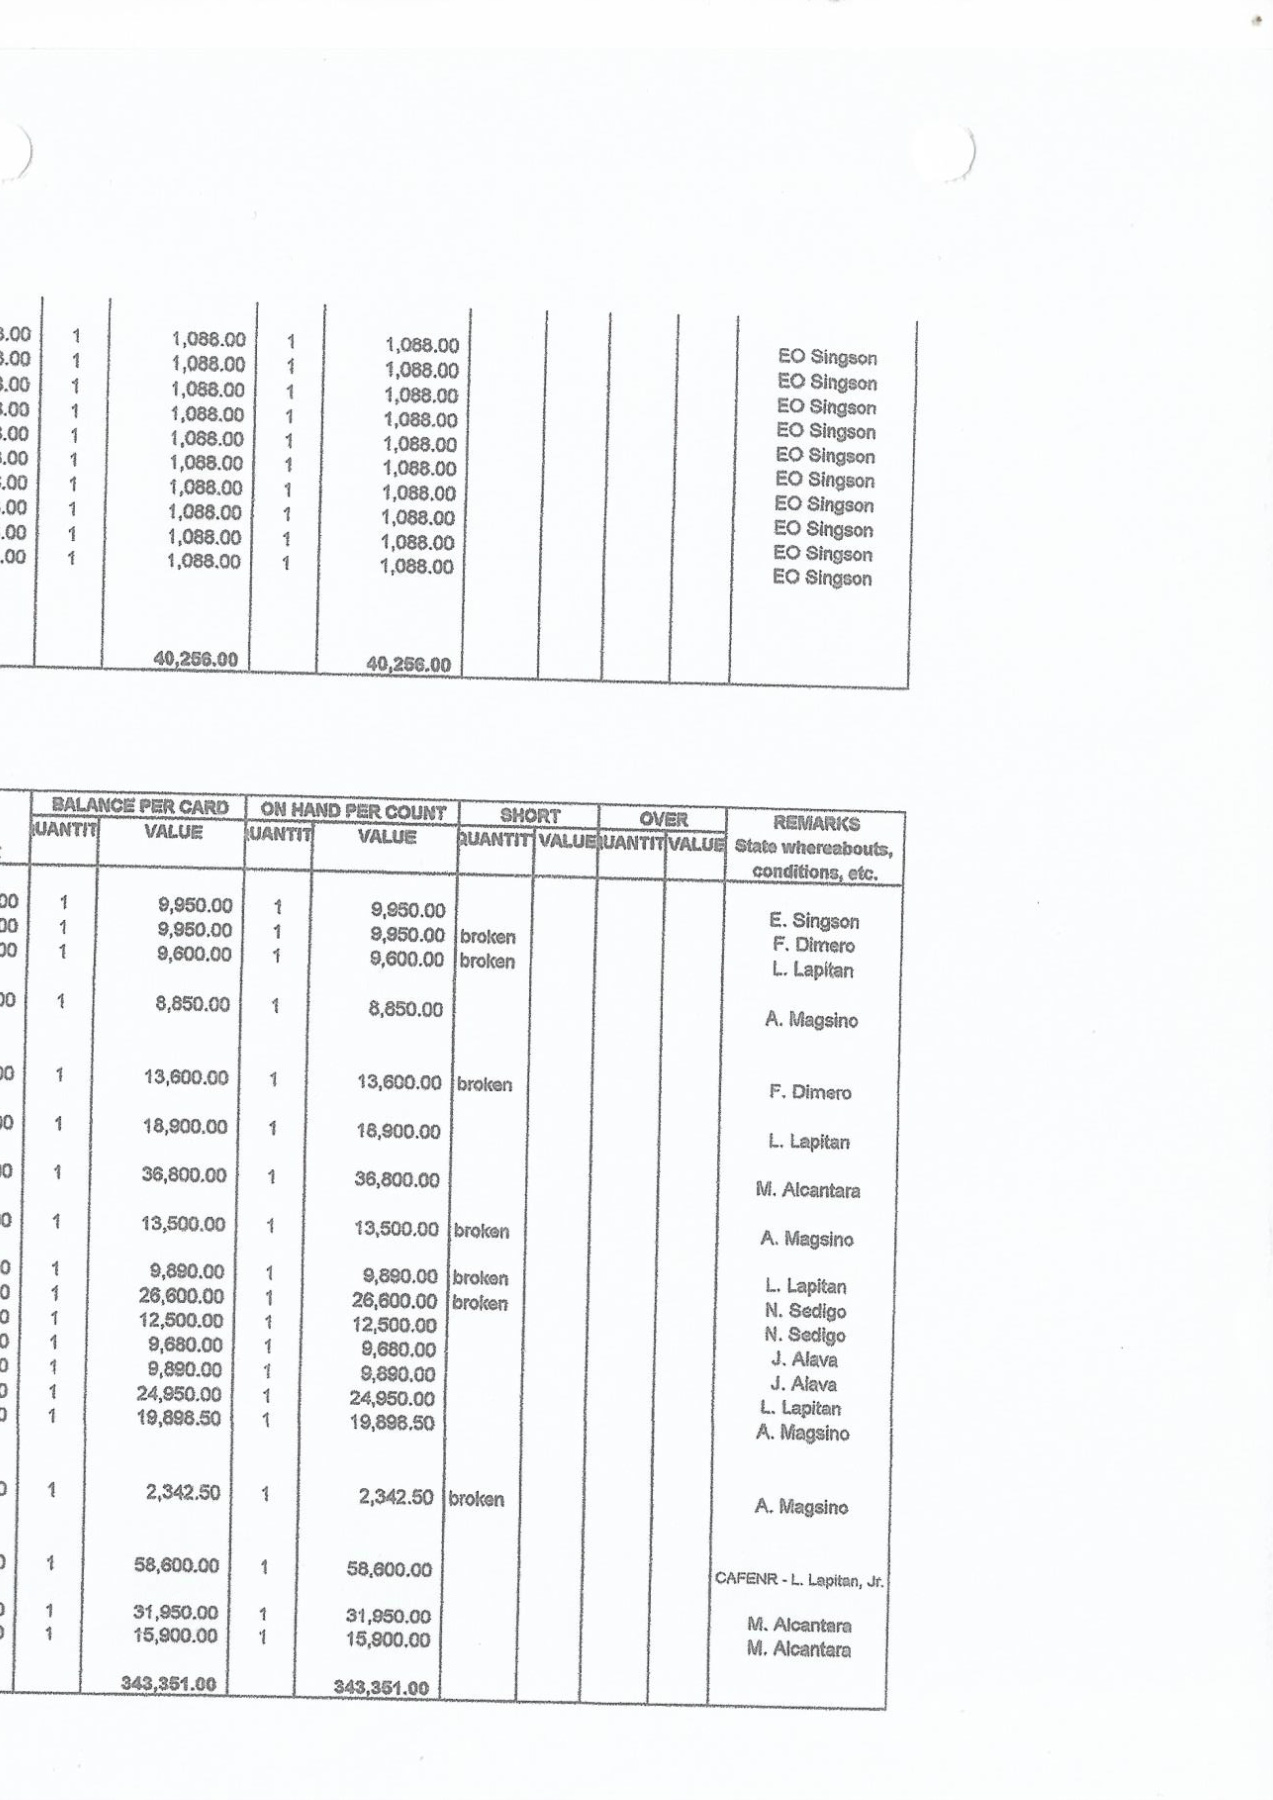 .00 1 1,088.00 1 1,088.00 EO Singson
.00 1 1,088.00 1 1,088.00 EO Singson
.00 1 1,088.00 1 1,088.00 EO Singson
.00 1 1,088.00 1 1,088.00 EO Singson
.00 1 1,088.00 1 1,088.00 EO Singson
.00 1 1,088.00 1 1,088.00 EO Singson
.00 1 1,088.00 1 1,088.00 EO Singson
.00 1 1,088.00 1 1,088.00 EO Singson
.00 1 1,088.00 1 1,088.00 EO Singson
.00 1 1,088.00 1 1,088.00 EO Singson
40,256.00 40,256.00
BALANCE PER CARD ON HAND PER COUNT SHORT OVER REMARKS
UANTIT VALUE UANTIT VALUE QUANTIT VALUE UANTIT VALUE State whereabouts,
conditions, etc.
00 1 9,950.00 1 9,950.00 E. Singson
00 1 9,950.00 1 9,950.00 broken F. Dimero
00 1 9,600.00 1 9,600.00 broken L. Lapitan
00 1 8,850.00 1 8,850.00 A. Magsino
00 1 13,600.00 1 13,600.00 broken F. Dimero
00 1 18,900.00 1 18,900.00 L. Lapitan
0 1 36,800.00 1 36,800.00 M. Alcantara
0 1 13,500.00 1 13,500.00 broken A. Magsino
0 1 9,890.00 1 9,890.00 broken L. Lapitan
0 1 26,600.00 1 26,600.00 broken N. Sedigo
0 1 12,500.00 1 12,500.00 N. Sedigo
0 1 9,680.00 1 9,680.00 J. Alava
0 1 9,890.00 1 9,890.00 J. Alava
0 1 24,950.00 1 24,950.00 L. Lapitan
0 1 19,898.50 1 19,898.50 A. Magsino
0 1 2,342.50 1 2,342.50 broken A. Magsino
0 1 58,600.00 1 58,600.00 CAFENR - L. Lapitan, Jr.
0 1 31,950.00 1 31,950.00 M. Alcantara
0 1 15,900.00 1 15,900.00 M. Alcantara
343,351.00 343,351.00